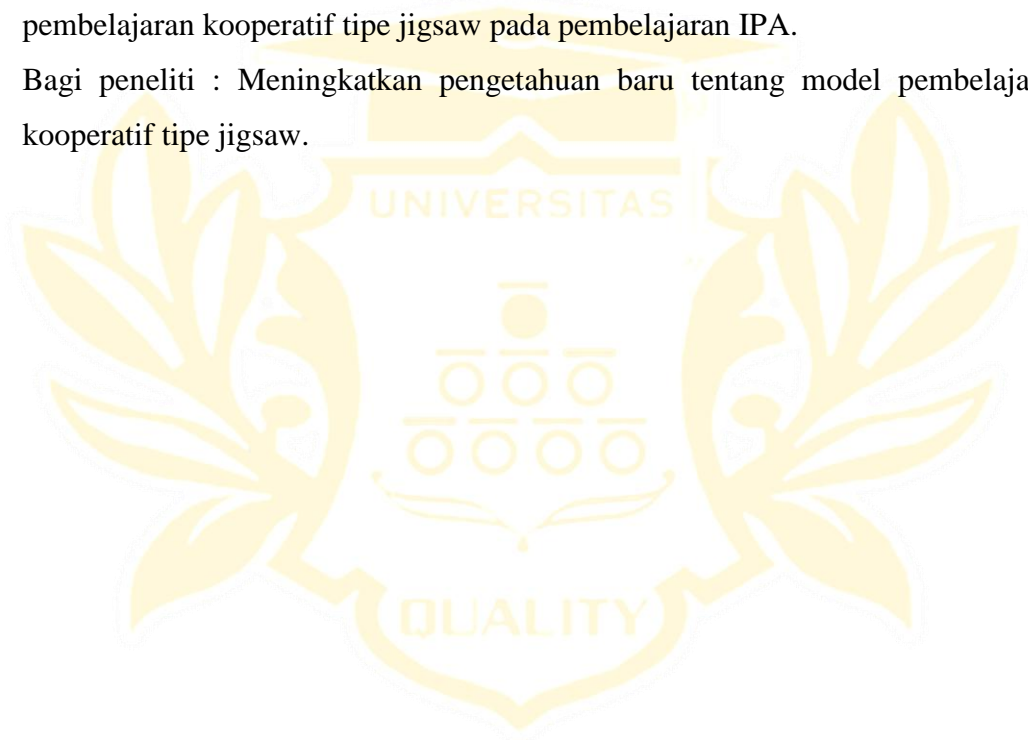 pembelajaran kooperatif tipe jigsaw pada pembelajaran IPA.
Bagi peneliti : Meningkatkan pengetahuan baru tentang model pembelaja
kooperatif tipe jigsaw.
UNIVERSITAS
QUALITY